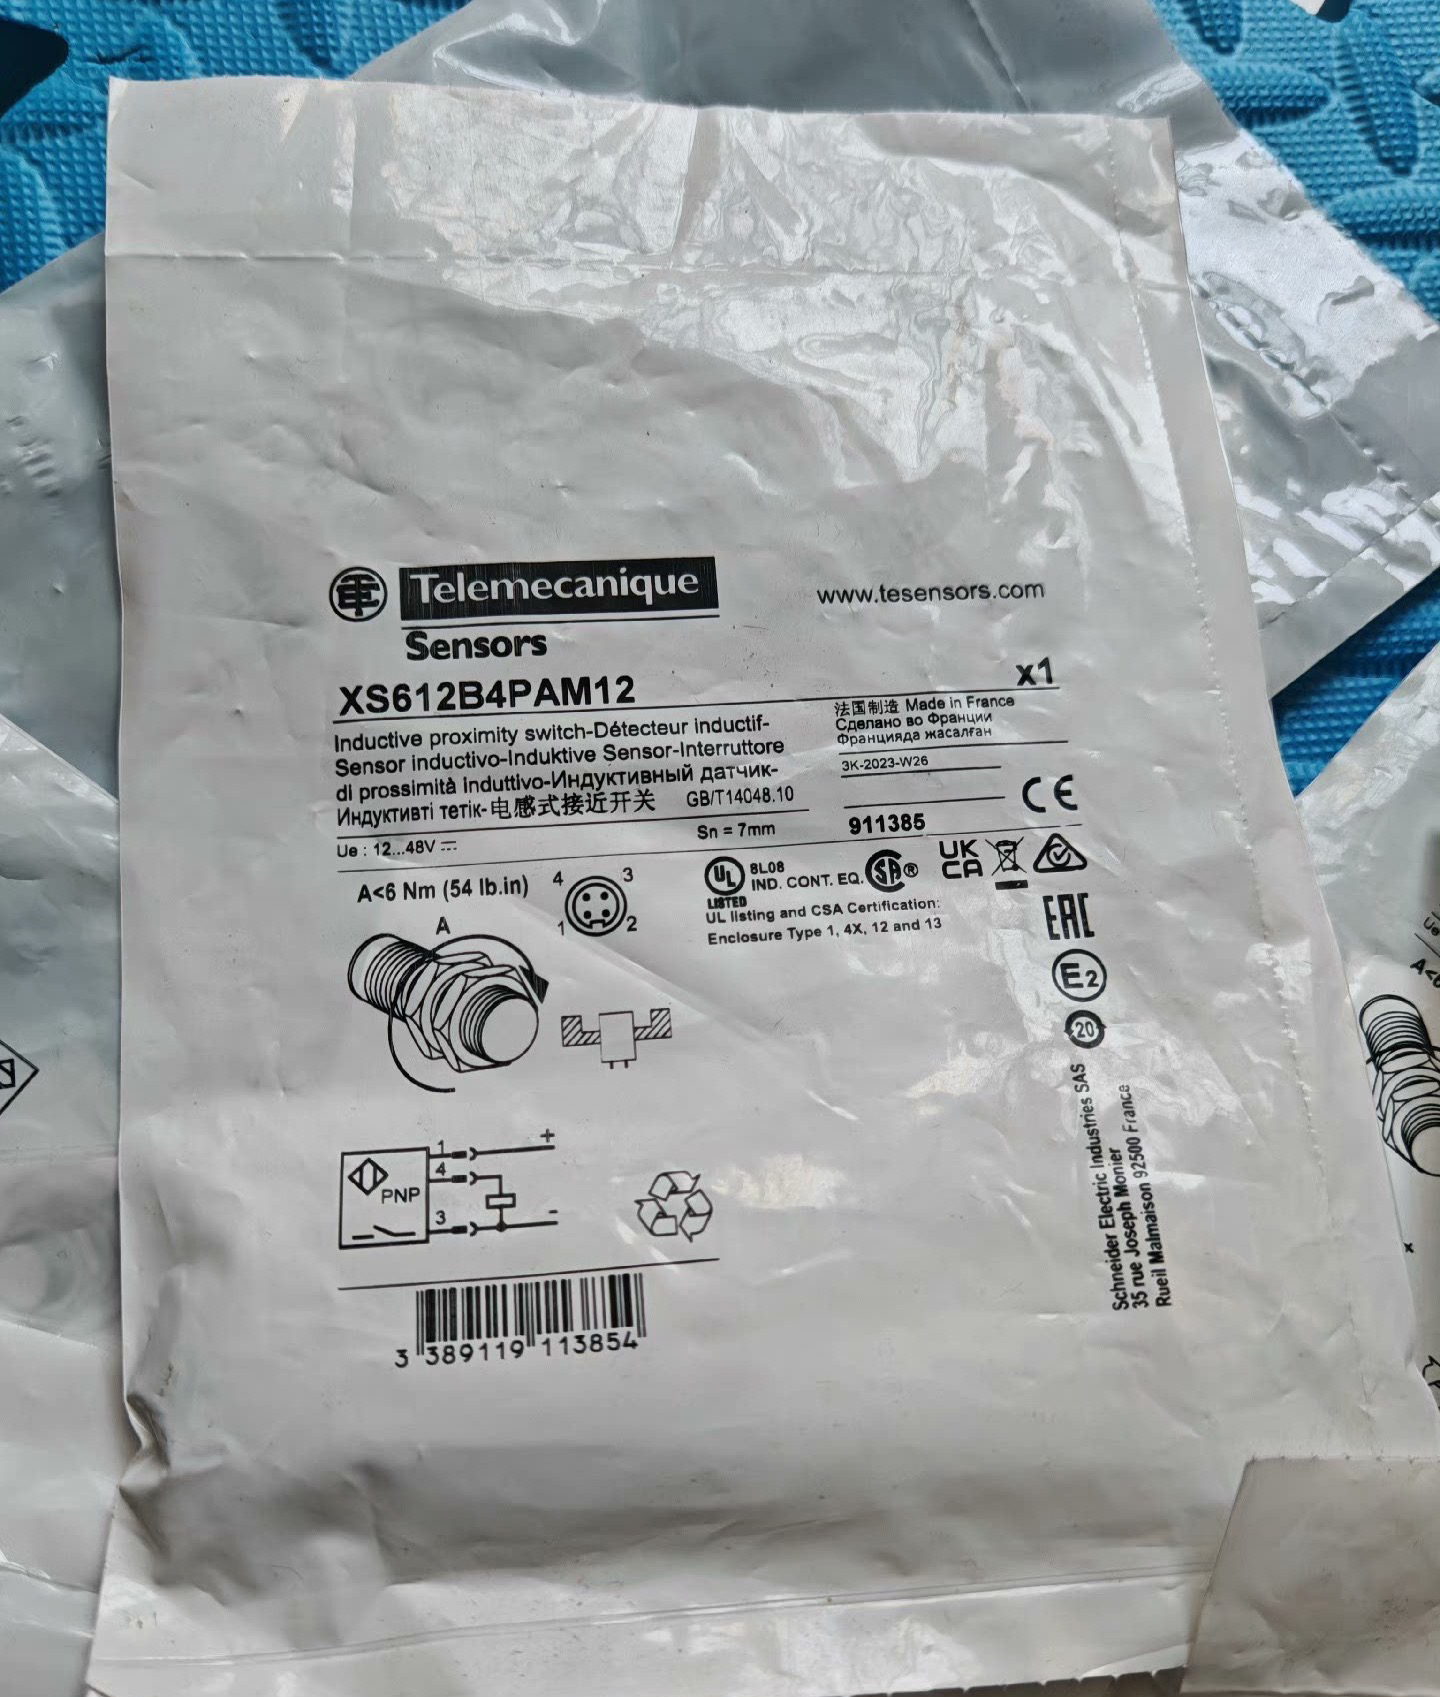 Telemecanique
Sensors
www.tesensors.com
XS612B4PAM12
x1
Inductive proximity switch-Détecteur inductif-
Sensor inductivo-Induktive Sensor-Interruttore
di prossimità Induttivo-Индуктивный датчик-
Индуктивті тетік-电感式接近开关 GB/T14048.10
法国制造 Made in France
Сделано во Франции
Францияда жасалған
3K-2023-W26
CE
Ue : 12...48V
Sn = 7mm
911385
A<6 Nm (54 lb.in)
4
3
1
2
A
UL
LISTED
8L08
IND. CONT. EQ.
SA®
UK
CA
UL listing and CSA Certification:
Enclosure Type 1, 4X, 12 and 13
EAC
E2
20
Schneider Electric Industries SAS
35 rue Joseph Monier
Rueil Malmaison 92500 France
1
+
4
PNP
3
-
3 389119 113854
Ue
A<6
x